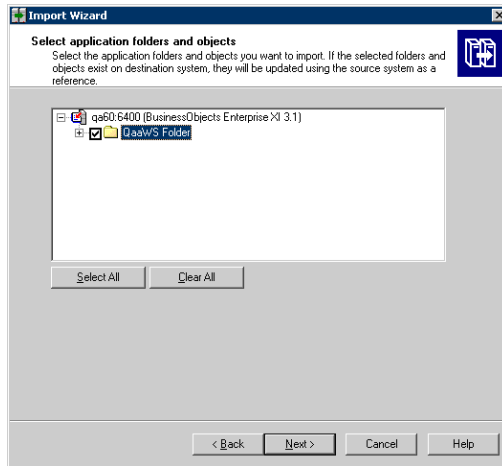 Import Wizard
Select application folders and objects
Select the application folders and objects you want to import. If the selected folders and
objects exist on destination system, they will be updated using the source system as a
reference.
qa60:6400 (BusinessObjects Enterprise XI 3.1)
QaaWS Folder
Select All
Clear All
< Back
Next >
Cancel
Help